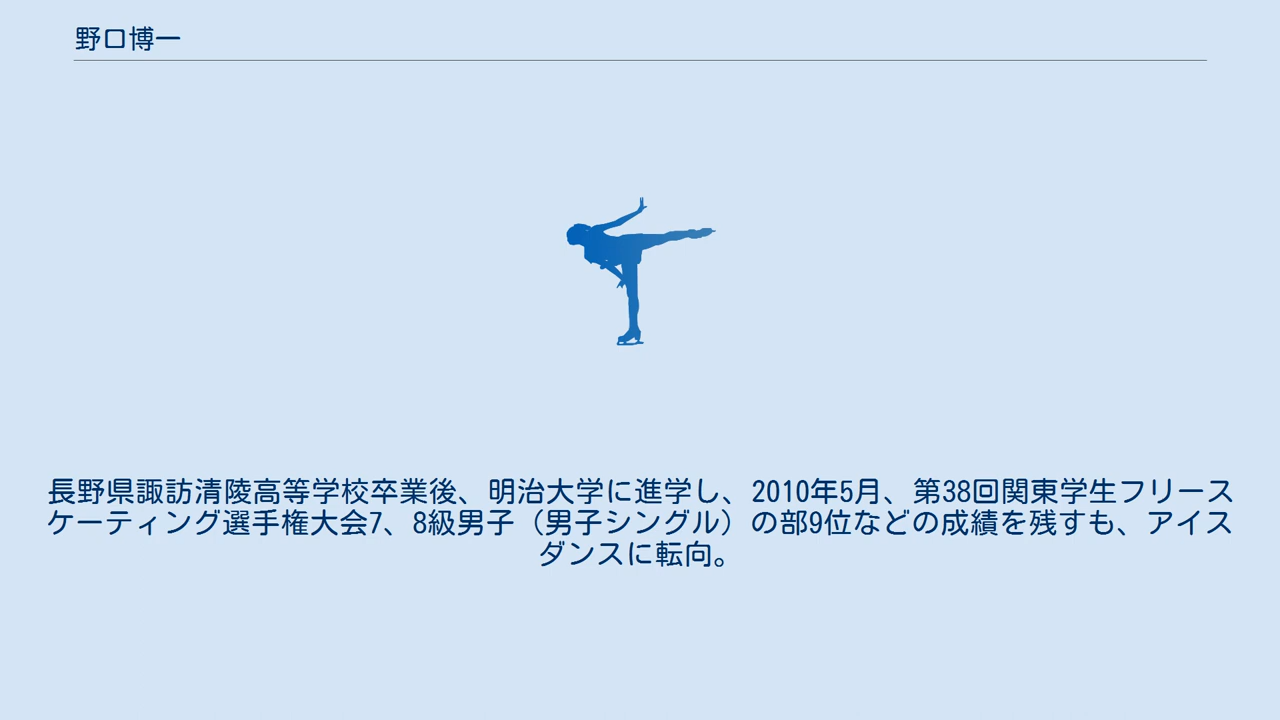 野口博一
長野県諏訪清陵高等学校卒業後、明治大学に進学し、2010年5月、第38回関東学生フリース
ケーティング選手権大会7、8級男子（男子シングル）の部9位などの成績を残すも、アイス
ダンスに転向。